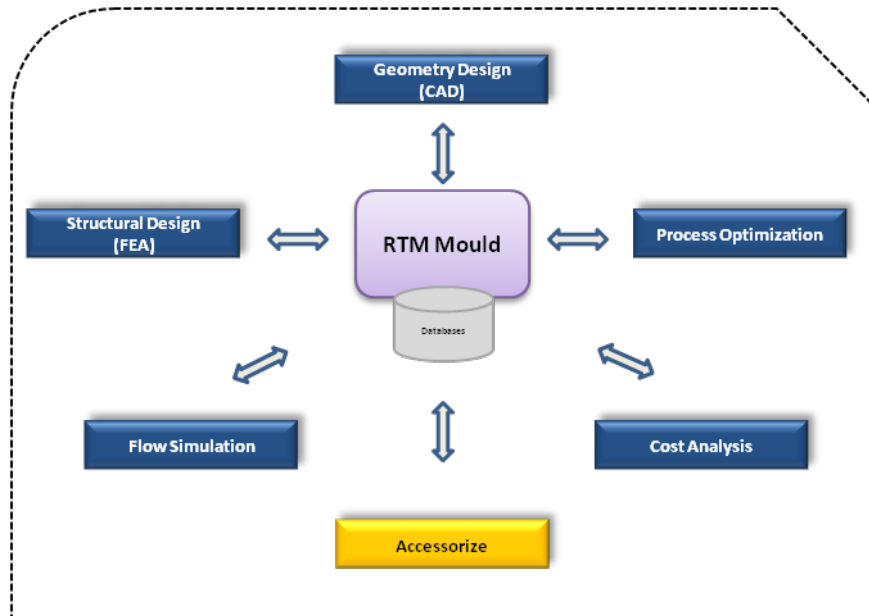 Geometry Design
(CAD)
Structural Design
(FEA)
RTM Mould
Process Optimization
Databases
Flow Simulation
Cost Analysis
Accessorize